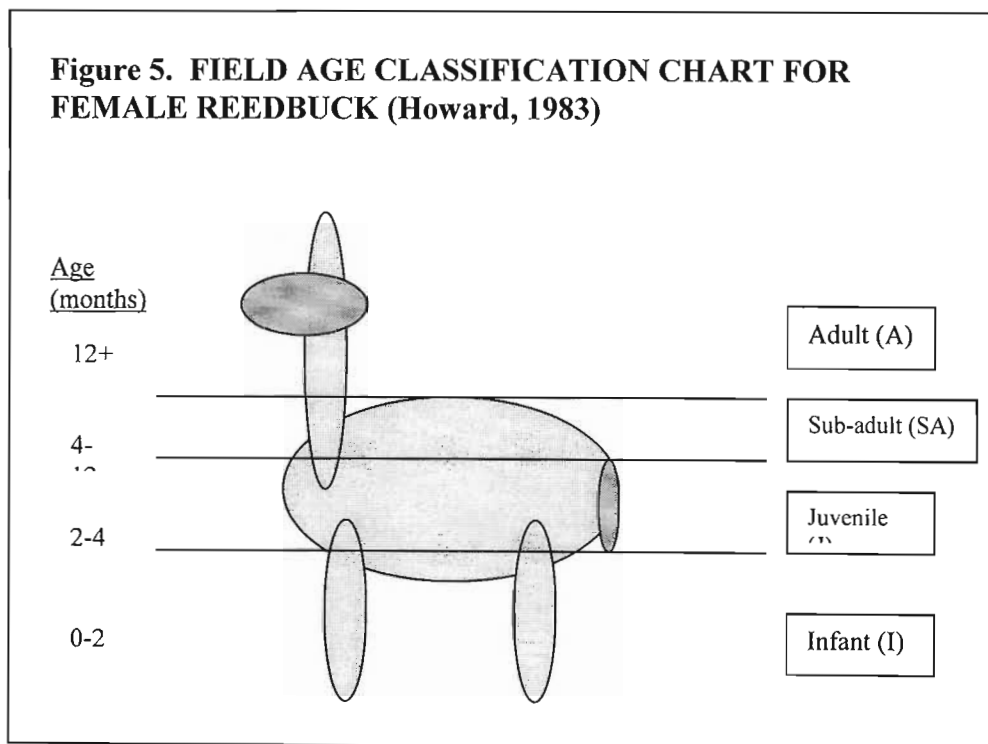 Figure 5. FIELD AGE CLASSIFICATION CHART FOR
FEMALE REEDBUCK (Howard, 1983)
Age
(months)
12+
Adult (A)
4-
Sub-adult (SA)
2-4
Juvenile
0-2
Infant (I)